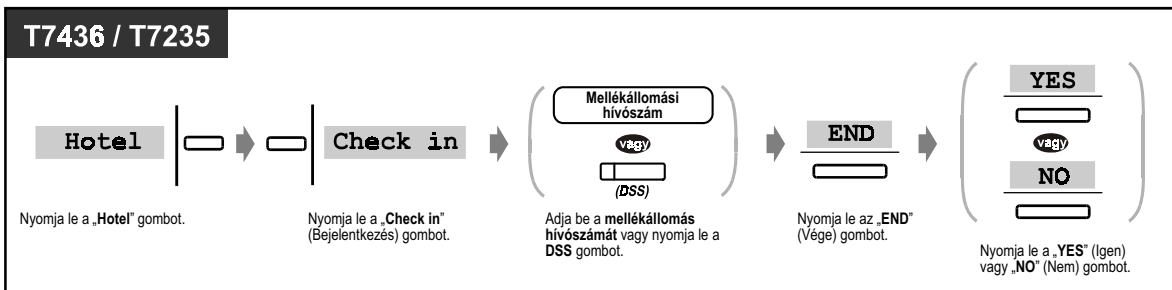 T7436 / T7235
Hotel
Check in
Mellékállomási
hívószám
vagy
(DSS)
END
YES
vagy
NO
Nyomja le a „Hotel” gombot.
Nyomja le a „Check in”
(Bejelentkezés) gombot.
Adja be a mellékállomás
hívószámát vagy nyomja le a
DSS gombot.
Nyomja le az „END”
(Vége) gombot.
Nyomja le a „YES” (Igen)
vagy „NO” (Nem) gombot.